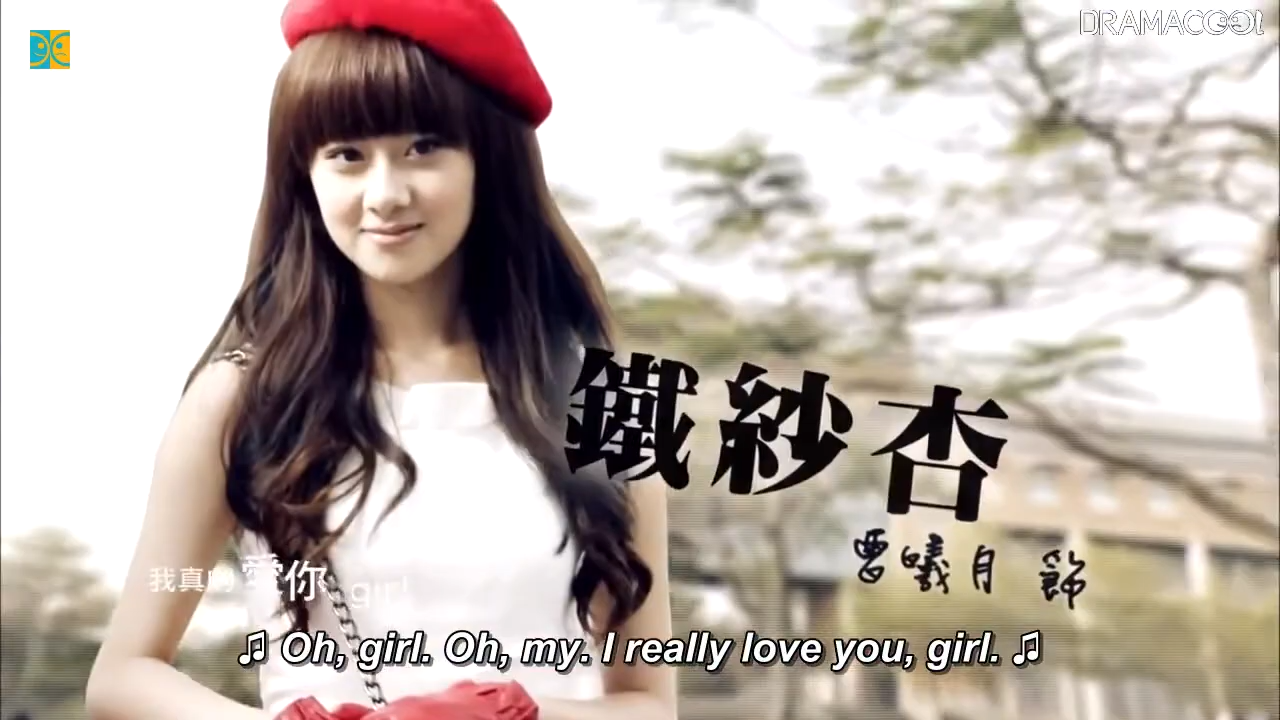 DRAMACOOL
鐵紗杏
曹曦月 飾
我真的愛你 girl
♫ Oh, girl. Oh, my. I really love you, girl. ♫